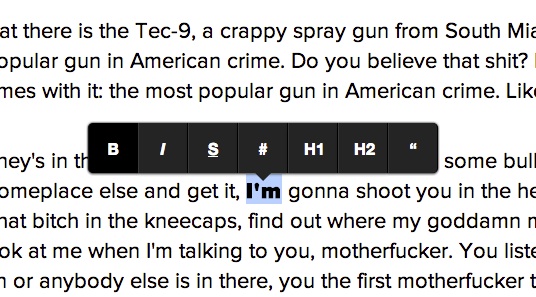 at there is the Tec-9, a crappy spray gun from South Mia
opular gun in American crime. Do you believe that shit?
mes with it: the most popular gun in American crime. Like
B I S # H1 H2 “
ney's in th some bull
omeplace else and get it, I'm gonna shoot you in the he
hat bitch in the kneecaps, find out where my goddamn m
ok at me when I'm talking to you, motherfucker. You liste
n or anybody else is in there, you the first motherfucker t